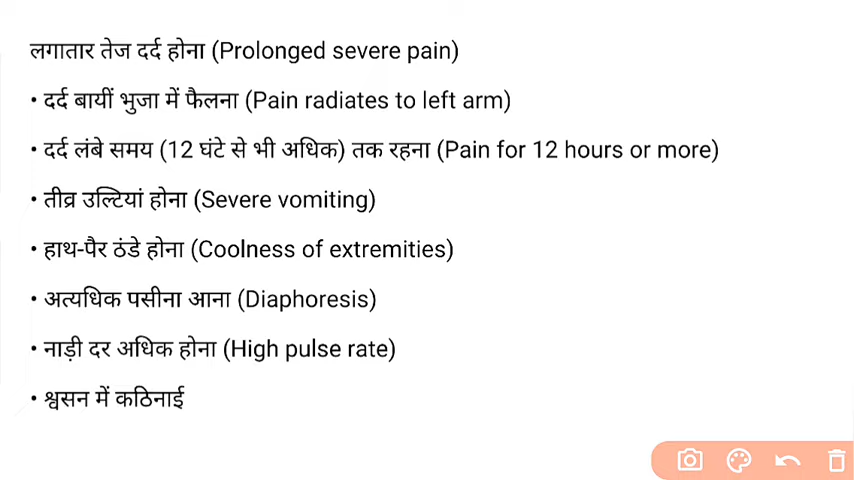 लगातार तेज दर्द होना (Prolonged severe pain)
• दर्द बायीं भुजा में फैलना (Pain radiates to left arm)
• दर्द लंबे समय (12 घंटे से भी अधिक) तक रहना (Pain for 12 hours or more)
• तीव्र उल्टियां होना (Severe vomiting)
• हाथ-पैर ठंडे होना (Coolness of extremities)
• अत्यधिक पसीना आना (Diaphoresis)
• नाड़ी दर अधिक होना (High pulse rate)
• श्वसन में कठिनाई